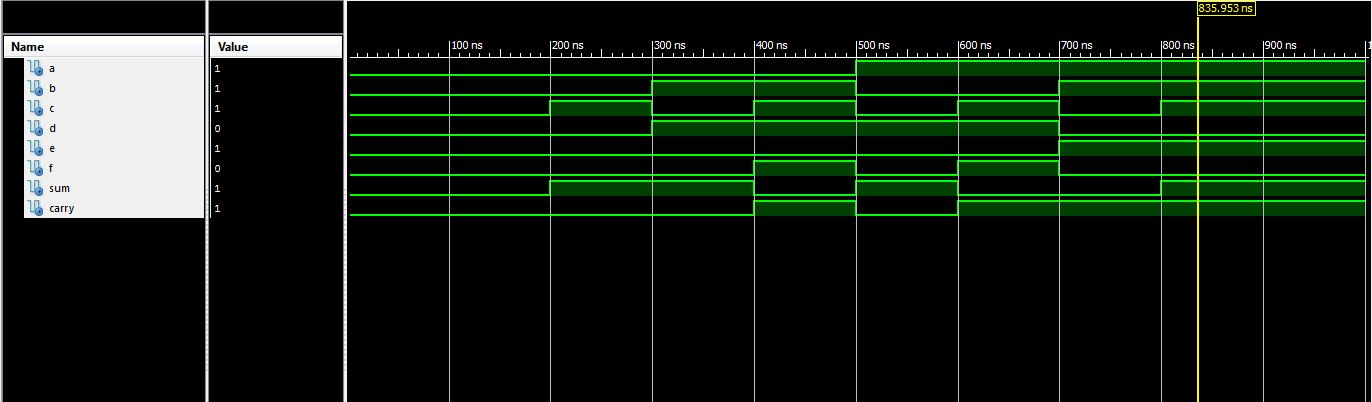 835.953 ns
Name Value
100 ns 200 ns 300 ns 400 ns 500 ns 600 ns 700 ns 800 ns 900 ns 1
a 1
b 1
c 1
d 0
e 1
f 0
sum 1
carry 1